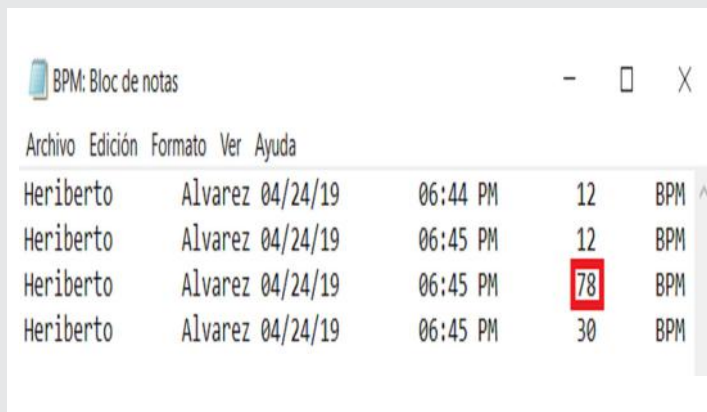 BPM: Bloc de notas
Archivo Edición Formato Ver Ayuda
Heriberto Alvarez 04/24/19 06:44 PM 12 BPM
Heriberto Alvarez 04/24/19 06:45 PM 12 BPM
Heriberto Alvarez 04/24/19 06:45 PM 78 BPM
Heriberto Alvarez 04/24/19 06:45 PM 30 BPM